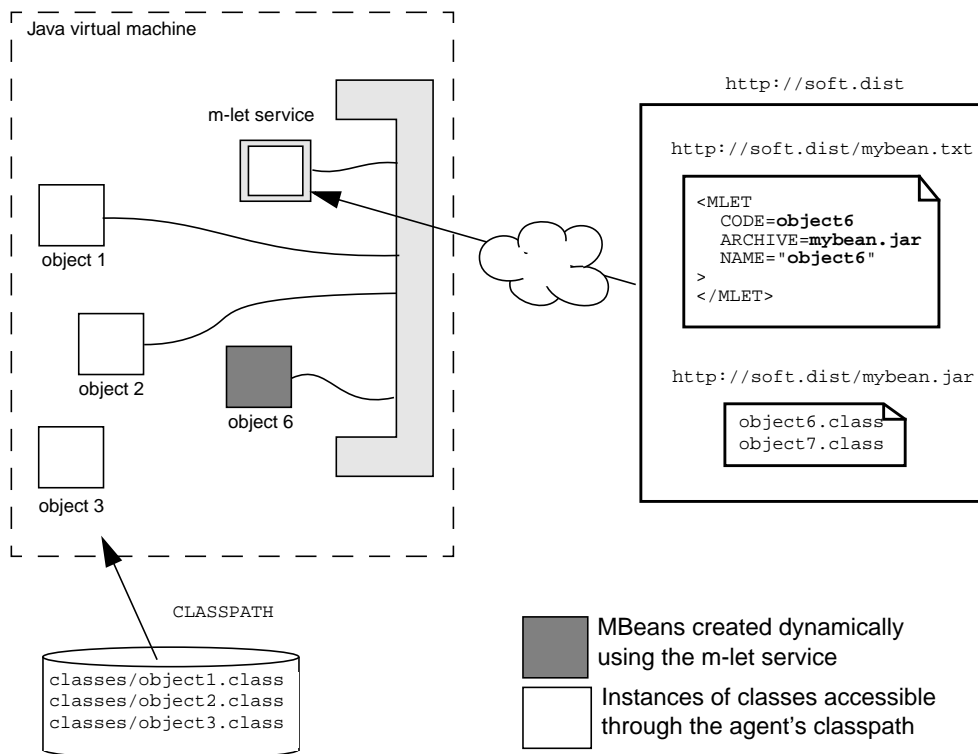 Java virtual machine
m-let service
object 1
object 2
object 6
object 3
http://soft.dist
http://soft.dist/mybean.txt
<MLET
CODE=object6
ARCHIVE=mybean.jar
NAME="object6"
>
</MLET>
http://soft.dist/mybean.jar
object6.class
object7.class
CLASSPATH
classes/object1.class
classes/object2.class
classes/object3.class
MBeans created dynamically
using the m-let service
Instances of classes accessible
through the agent's classpath